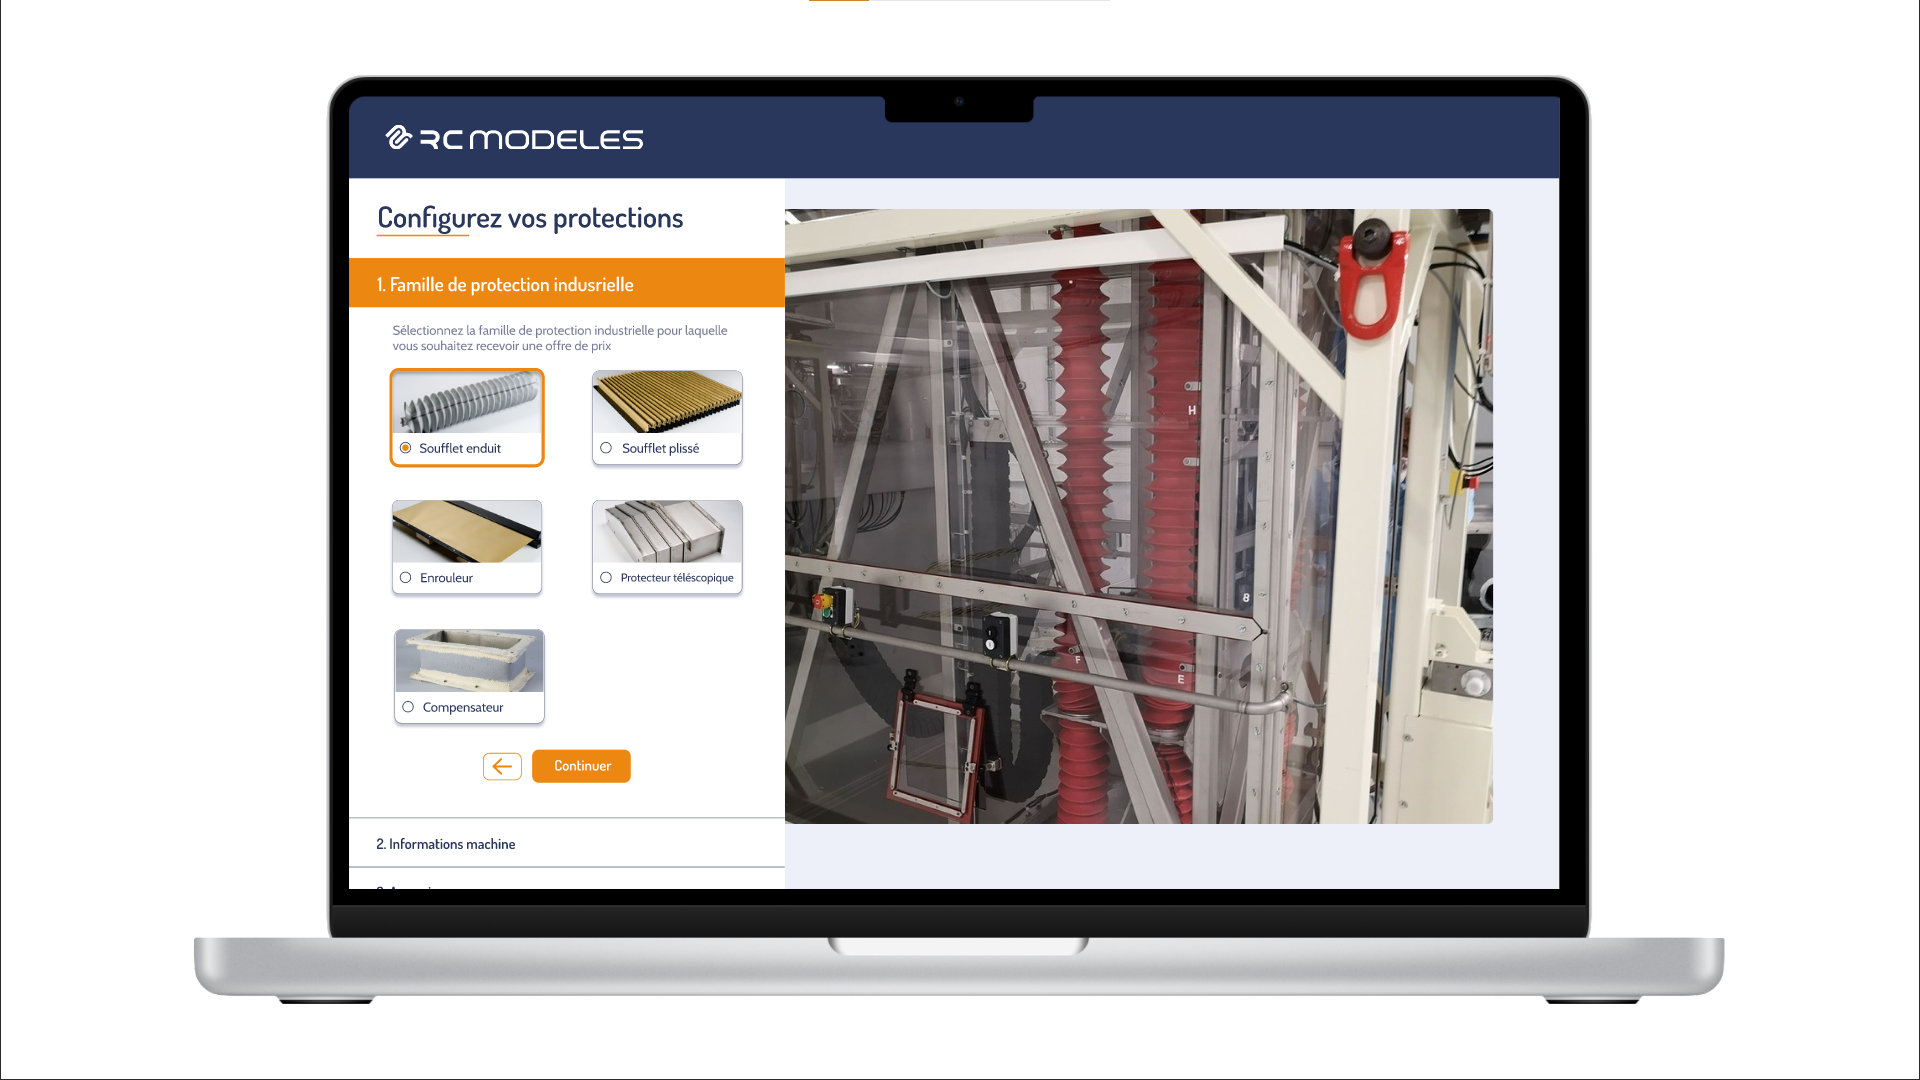 RC MODELES
Configurez vos protections
1. Famille de protection indusrielle
Sélectionnez la famille de protection industrielle pour laquelle
vous souhaitez recevoir une offre de prix
Soufflet enduit
Soufflet plissé
Enrouleur
Protecteur téléscopique
Compensateur
Continuer
2. Informations machine
H
8
F
E